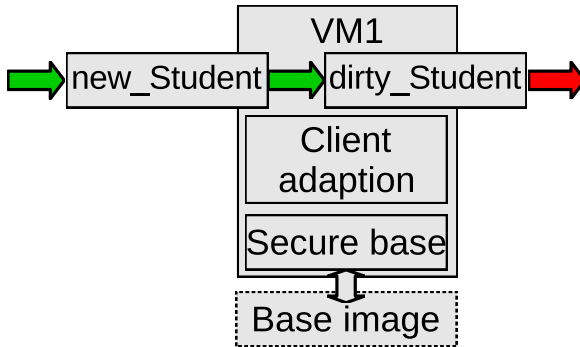 VM1
new_Student
dirty_Student
Client
adaption
Secure base
Base image